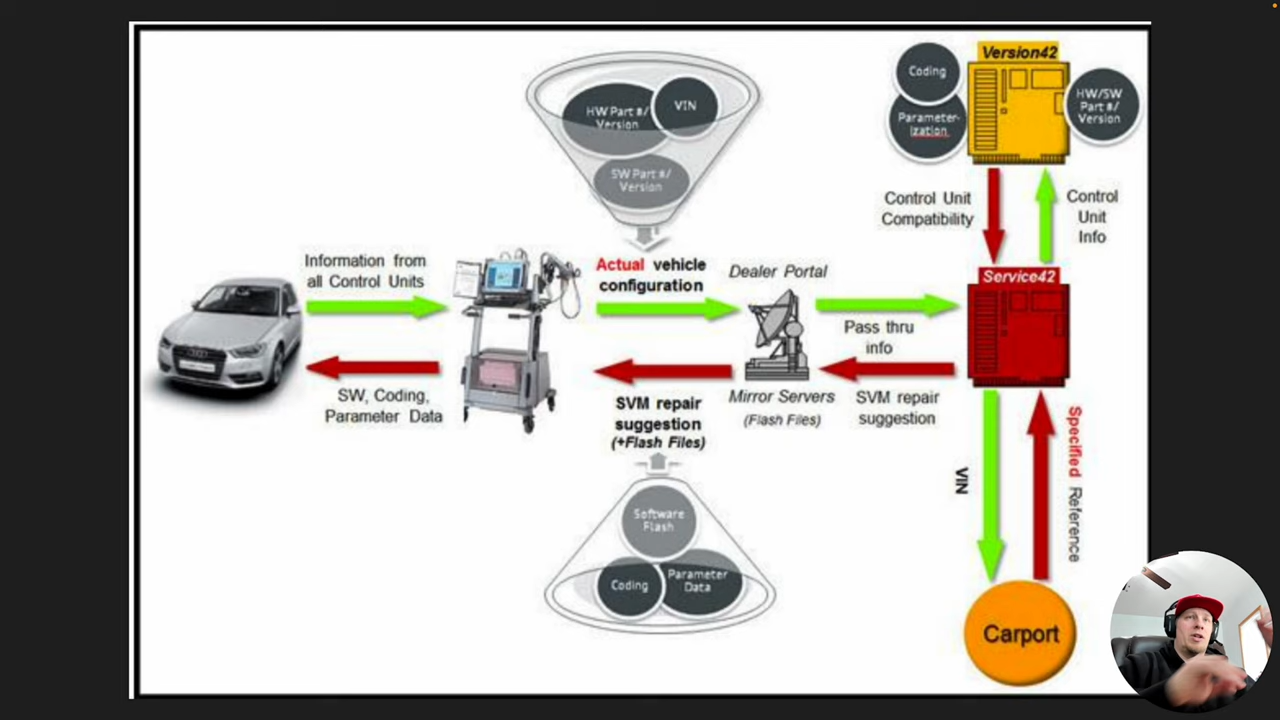 Version42
Coding
Parameter-
ization
HW/SW
Part #/
Version
HW Part #/
Version
VIN
SW Part #/
Version
Control Unit
Compatibility
Control
Unit
Info
Information from
all Control Units
Actual vehicle
configuration
Dealer Portal
Service42
Pass thru
info
SW, Coding,
Parameter Data
SVM repair
suggestion
(+Flash Files)
Mirror Servers
(Flash Files)
SVM repair
suggestion
VIN
Specified Reference
Software
Flash
Coding
Parameter
Data
Carport